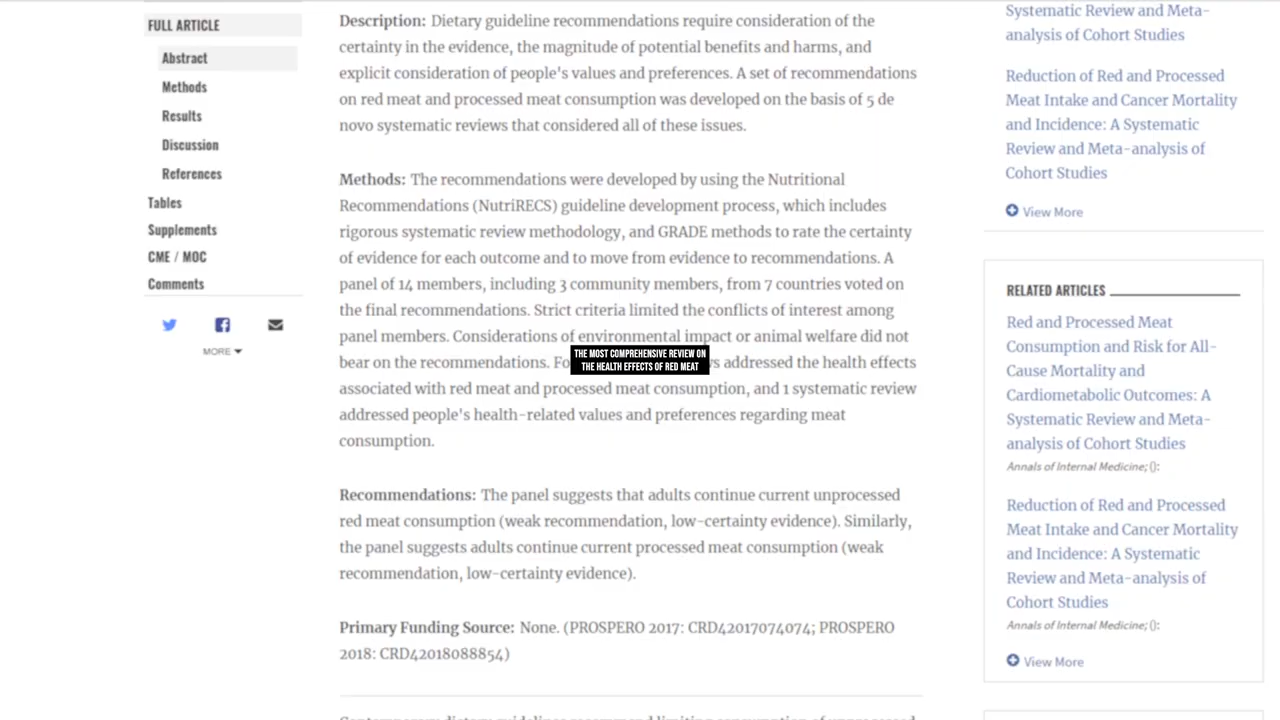 FULL ARTICLE
Abstract
Methods
Results
Discussion
References
Tables
Supplements
CME / MOC
Comments
MORE
Description: Dietary guideline recommendations require consideration of the
certainty in the evidence, the magnitude of potential benefits and harms, and
explicit consideration of people's values and preferences. A set of recommendations
on red meat and processed meat consumption was developed on the basis of 5 de
novo systematic reviews that considered all of these issues.
Methods: The recommendations were developed by using the Nutritional
Recommendations (NutriRECS) guideline development process, which includes
rigorous systematic review methodology, and GRADE methods to rate the certainty
of evidence for each outcome and to move from evidence to recommendations. A
panel of 14 members, including 3 community members, from 7 countries voted on
the final recommendations. Strict criteria limited the conflicts of interest among
panel members. Considerations of environmental impact or animal welfare did not
bear on the recommendations. addressed the health effects
associated with red meat and processed meat consumption, and 1 systematic review
addressed people's health-related values and preferences regarding meat
consumption.
THE MOST COMPREHENSIVE REVIEW ON
THE HEALTH EFFECTS OF RED MEAT
Recommendations: The panel suggests that adults continue current unprocessed
red meat consumption (weak recommendation, low-certainty evidence). Similarly,
the panel suggests adults continue current processed meat consumption (weak
recommendation, low-certainty evidence).
Primary Funding Source: None. (PROSPERO 2017: CRD42017074074; PROSPERO
2018: CRD42018088854)
Systematic Review and Meta-
analysis of Cohort Studies
Reduction of Red and Processed
Meat Intake and Cancer Mortality
and Incidence: A Systematic
Review and Meta-analysis of
Cohort Studies
View More
RELATED ARTICLES
Red and Processed Meat
Consumption and Risk for All-
Cause Mortality and
Cardiometabolic Outcomes: A
Systematic Review and Meta-
analysis of Cohort Studies
Annals of Internal Medicine; ():
Reduction of Red and Processed
Meat Intake and Cancer Mortality
and Incidence: A Systematic
Review and Meta-analysis of
Cohort Studies
Annals of Internal Medicine; ():
View More